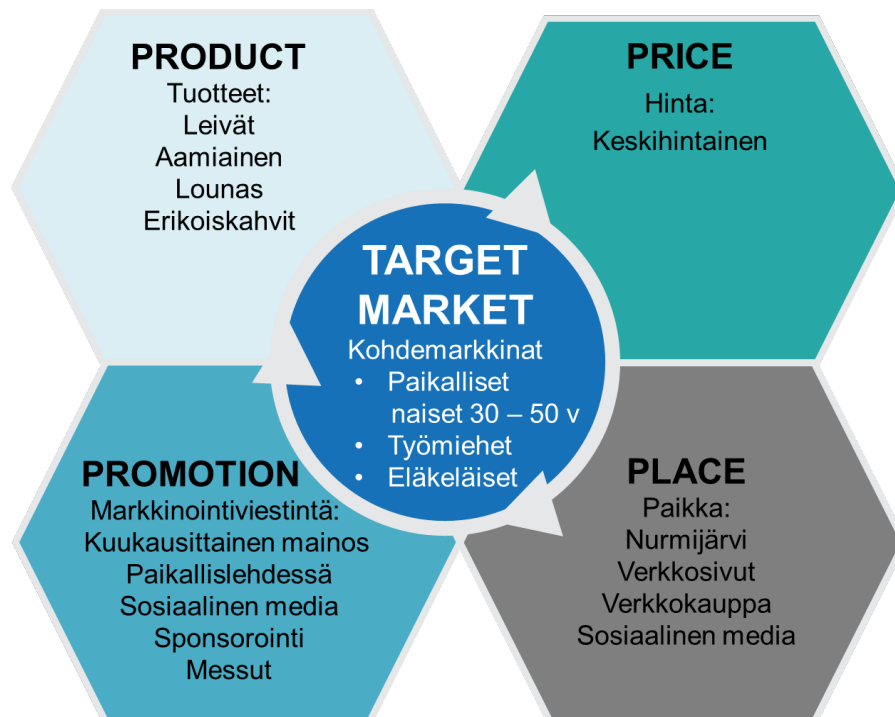 PRODUCT
Tuotteet:
Leivät
Aamiainen
Lounas
Erikoiskahvit
PRICE
Hinta:
Keskihintainen
TARGET
MARKET
Kohdemarkkinat
• Paikalliset
naiset 30 – 50 v
• Työmiehet
• Eläkeläiset
PROMOTION
Markkinointiviestintä:
Kuukausittainen mainos
Paikallislehdessä
Sosiaalinen media
Sponsorointi
Messut
PLACE
Paikka:
Nurmijärvi
Verkkosivut
Verkkokauppa
Sosiaalinen media